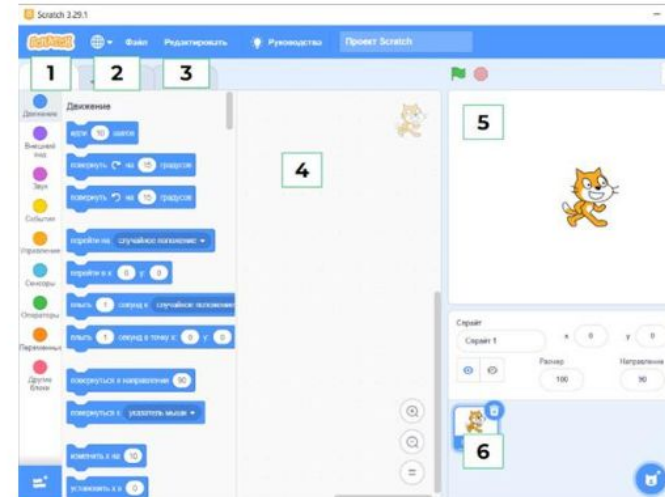 Scratch 3.29.1
SCRATCH Файл Редактировать Руководства Проект Scratch
1 2 3
Движение
Внешний вид
Звук
События
Управление
Сенсоры
Операторы
Переменные
Другие блоки
Движение
идти 10 шагов
повернуть на 15 градусов
повернуть на 15 градусов
перейти на случайное положение
перейти в x: 0 y: 0
плыть 1 секунд к случайное положение
плыть 1 секунд в точку x: 0 y: 0
повернуться в направлении 90
повернуться к указатель мыши
изменить x на 10
установить x в 0
4
5
Спрайт
Спрайт 1 x 0 y 0
Размер Направление
100 90
6